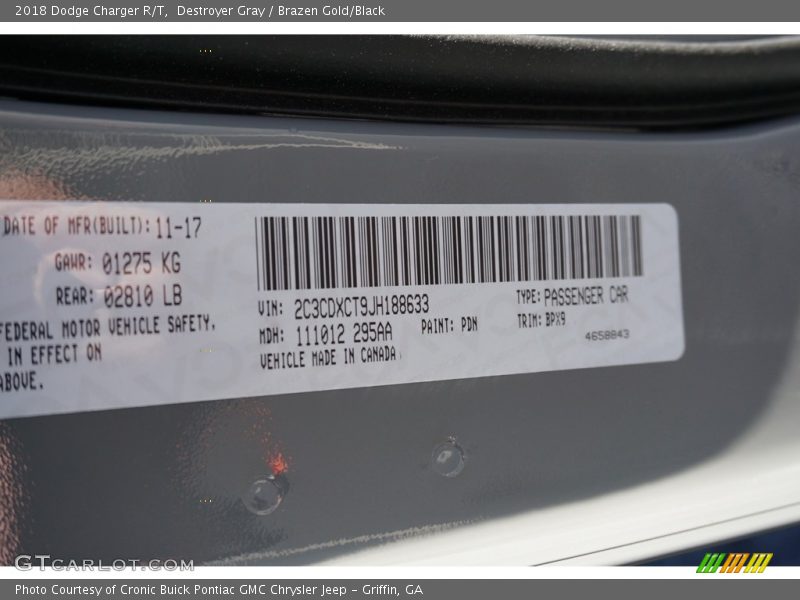 2018 Dodge Charger R/T,  Destroyer Gray / Brazen Gold/Black
DATE OF MFR(BUILT): 11-17
GAWR: 01275 KG
REAR: 02810 LB
FEDERAL MOTOR VEHICLE SAFETY,
IN EFFECT ON
ABOVE.
VIN: 2C3CDXCT9JH188633
TYPE: PASSENGER CAR
MDH: 111012 295AA
PAINT: PDN
TRIM: BPX9
VEHICLE MADE IN CANADA
4658843
GTCARLOT.COM
Photo Courtesy of Cronic Buick Pontiac GMC Chrysler Jeep - Griffin, GA